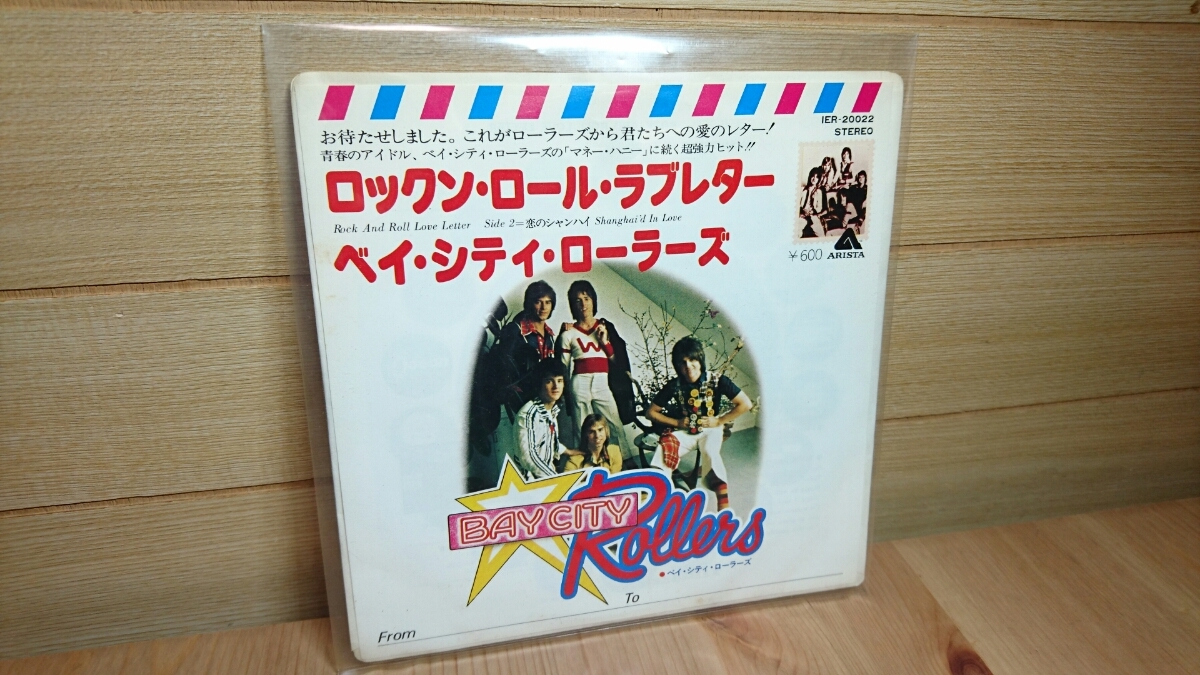 お待たせしました。これがローラーズから君たちへの愛のレター!
青春のアイドル、ベイ・シティ・ローラーズの「マネー・ハニー」に続く超強力ヒット!!
IER-20022
STEREO
ロックン・ロール・ラブレター
Rock And Roll Love Letter Side 2=恋のシャンハイ Shanghai'd In Love
ベイ・シティ・ローラーズ
¥600 ARISTA
W
BAY CITY
Rollers
●ベイ・シティ・ローラーズ
To
From